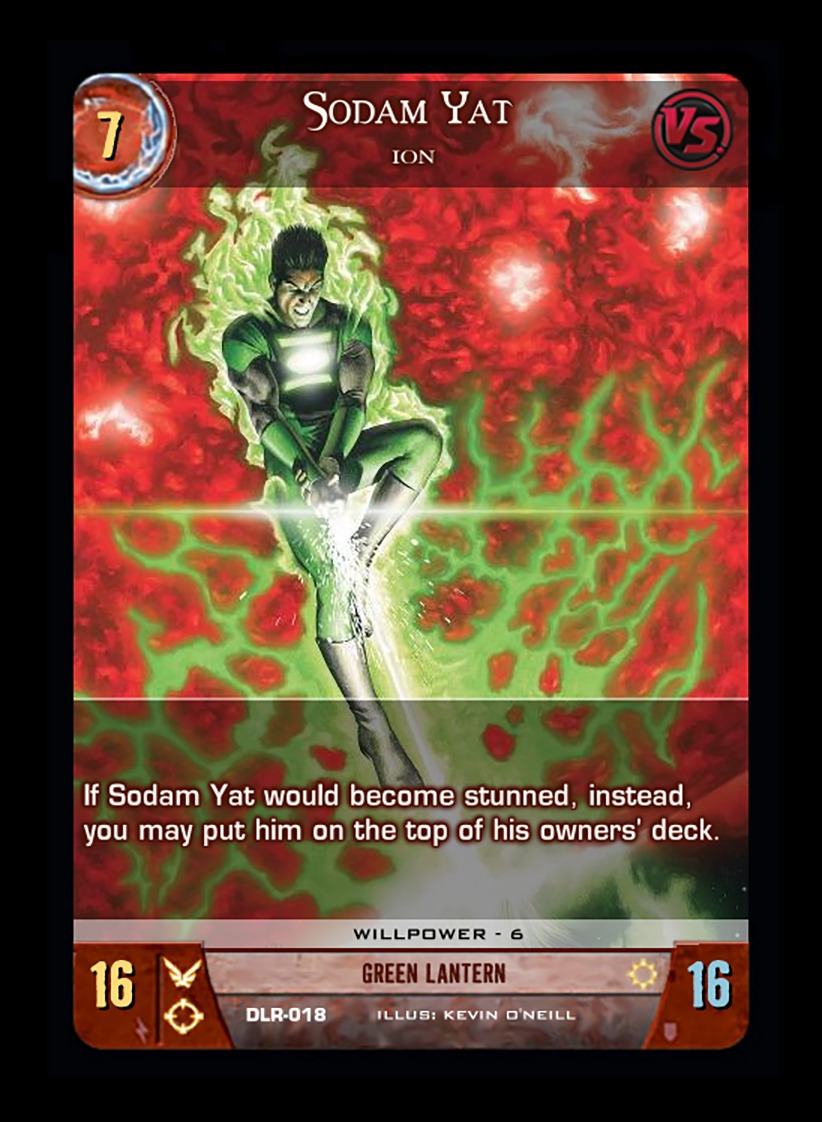 7
SODAM YAT
VS.
ION
If Sodam Yat would become stunned, instead,
you may put him on the top of his owners' deck.
WILLPOWER - 6
16
GREEN LANTERN
16
DLR-018 ILLUS: KEVIN O'NEILL